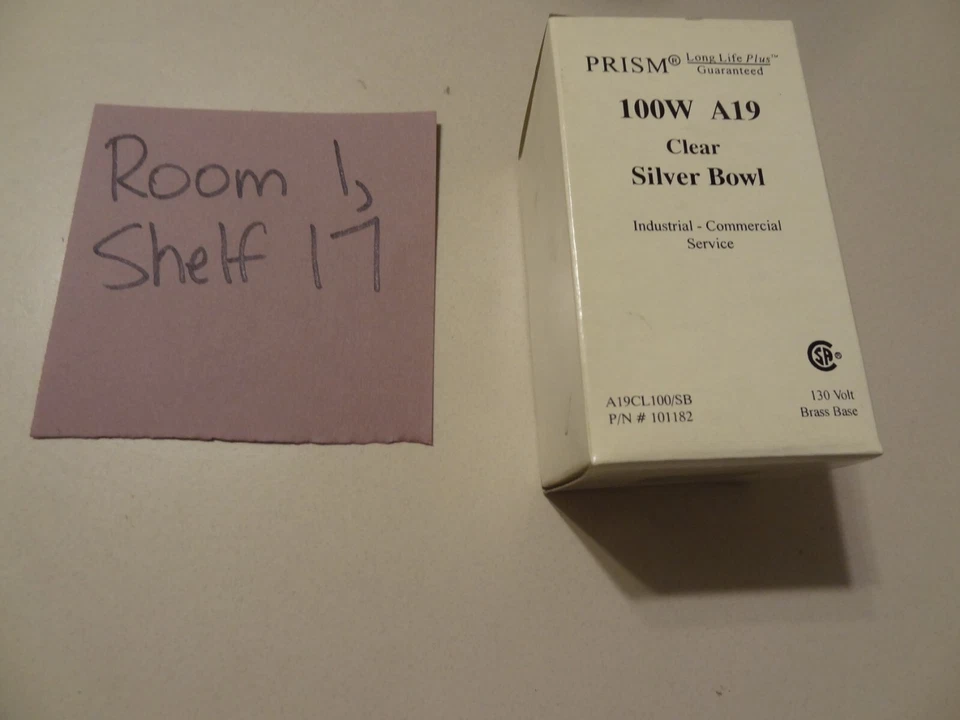 Room 1,
Shelf 17
PRISM® Long Life Plus™
Guaranteed
100W A19
Clear
Silver Bowl
Industrial - Commercial
Service
SA®
A19CL100/SB
P/N # 101182
130 Volt
Brass Base